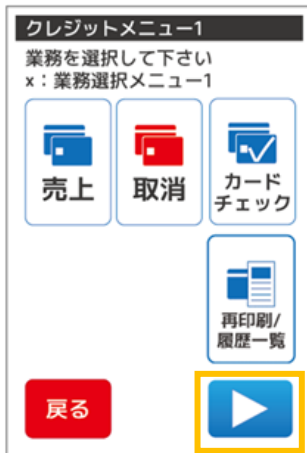 クレジットメニュー1
業務を選択して下さい
x：業務選択メニュー1
売上
取消
カード
チェック
再印刷/
履歴一覧
戻る